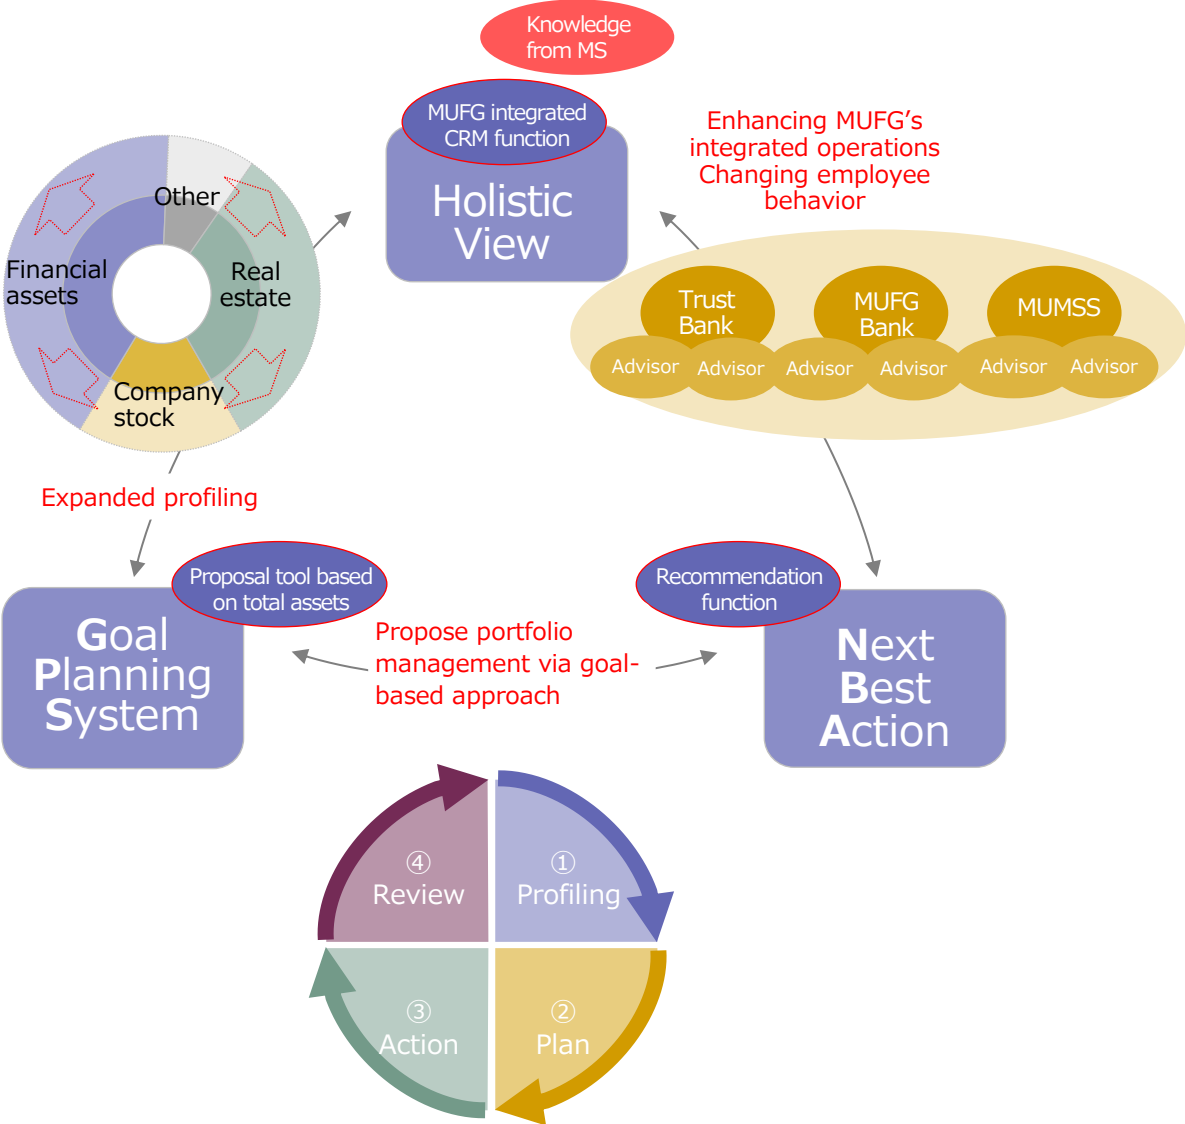 Knowledge
from MS
MUFG integrated
CRM function
Holistic
View
Enhancing MUFG's
integrated operations
Changing employee
behavior
Other
Financial
assets
Real
estate
Company
stock
Trust
Bank
MUFG
Bank
MUMSS
Advisor
Advisor
Advisor
Advisor
Advisor
Advisor
Expanded profiling
Proposal tool based
on total assets
Goal
Planning
System
Propose portfolio
management via goal-
based approach
Recommendation
function
Next
Best
Action
④
Review
①
Profiling
③
Action
②
Plan